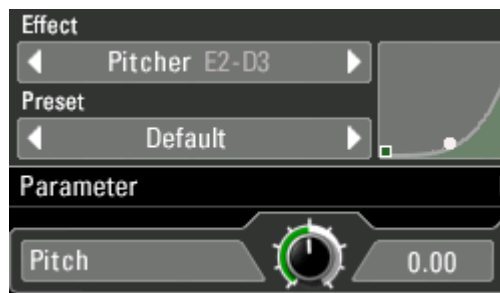 Effect
Pitcher E2-D3
Preset
Default
Parameter
Pitch 0.00